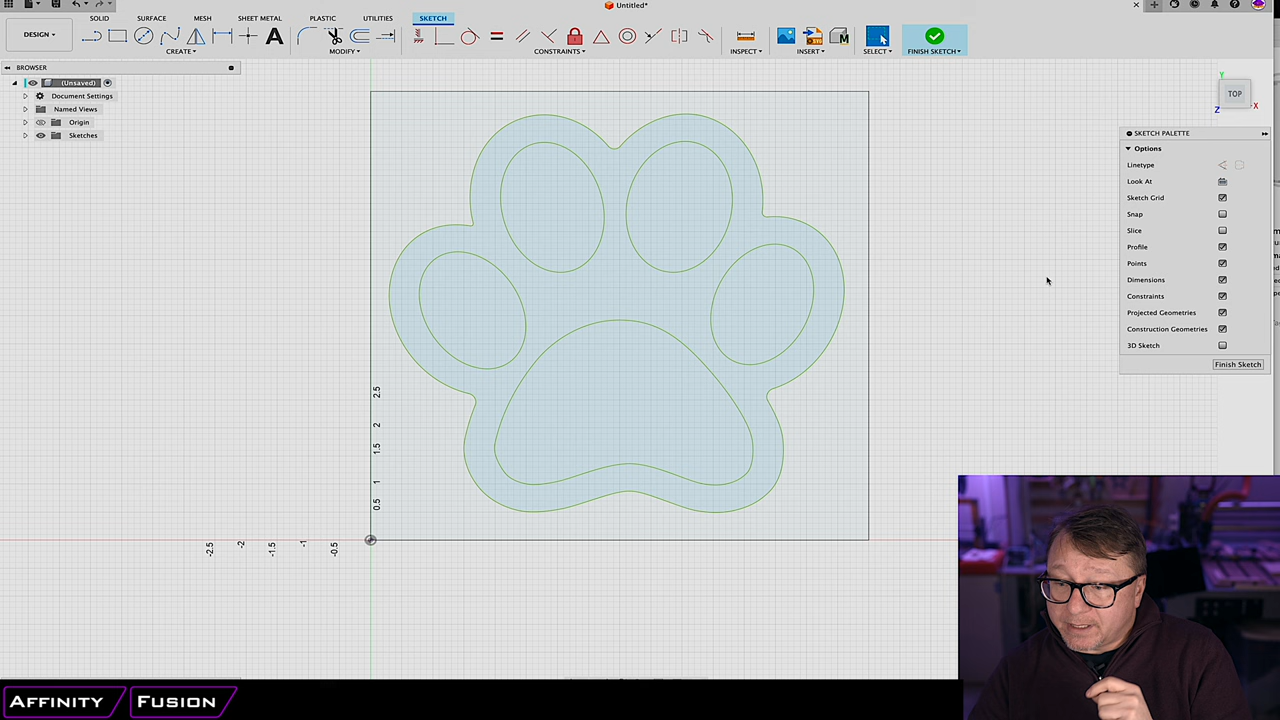 Untitled*
SOLID SURFACE MESH SHEET METAL PLASTIC UTILITIES SKETCH
DESIGN
CREATE MODIFY CONSTRAINTS INSPECT INSERT SELECT FINISH SKETCH
BROWSER
(Unsaved)
Document Settings
Named Views
Origin
Sketches
Y
TOP
X
Z
SKETCH PALETTE
Options
Linetype
Look At
Sketch Grid
Snap
Slice
Profile
Points
Dimensions
Constraints
Projected Geometries
Construction Geometries
3D Sketch
Finish Sketch
2.5
2
1.5
1
0.5
-2.5 -2 -1.5 -1 -0.5
AFFINITY FUSION